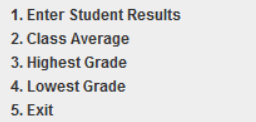 1. Enter Student Results
2. Class Average
3. Highest Grade
4. Lowest Grade
5. Exit